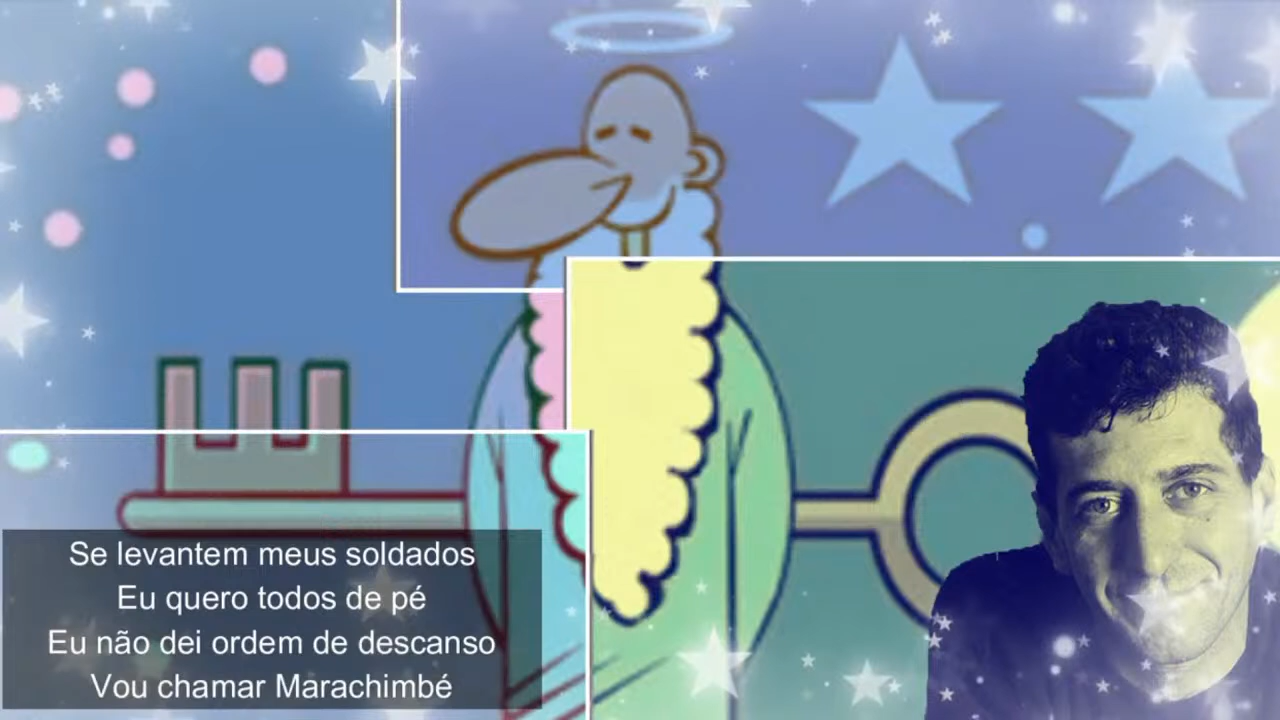 Se levantem meus soldados
Eu quero todos de pé
Eu não dei ordem de descanso
Vou chamar Marachimbé